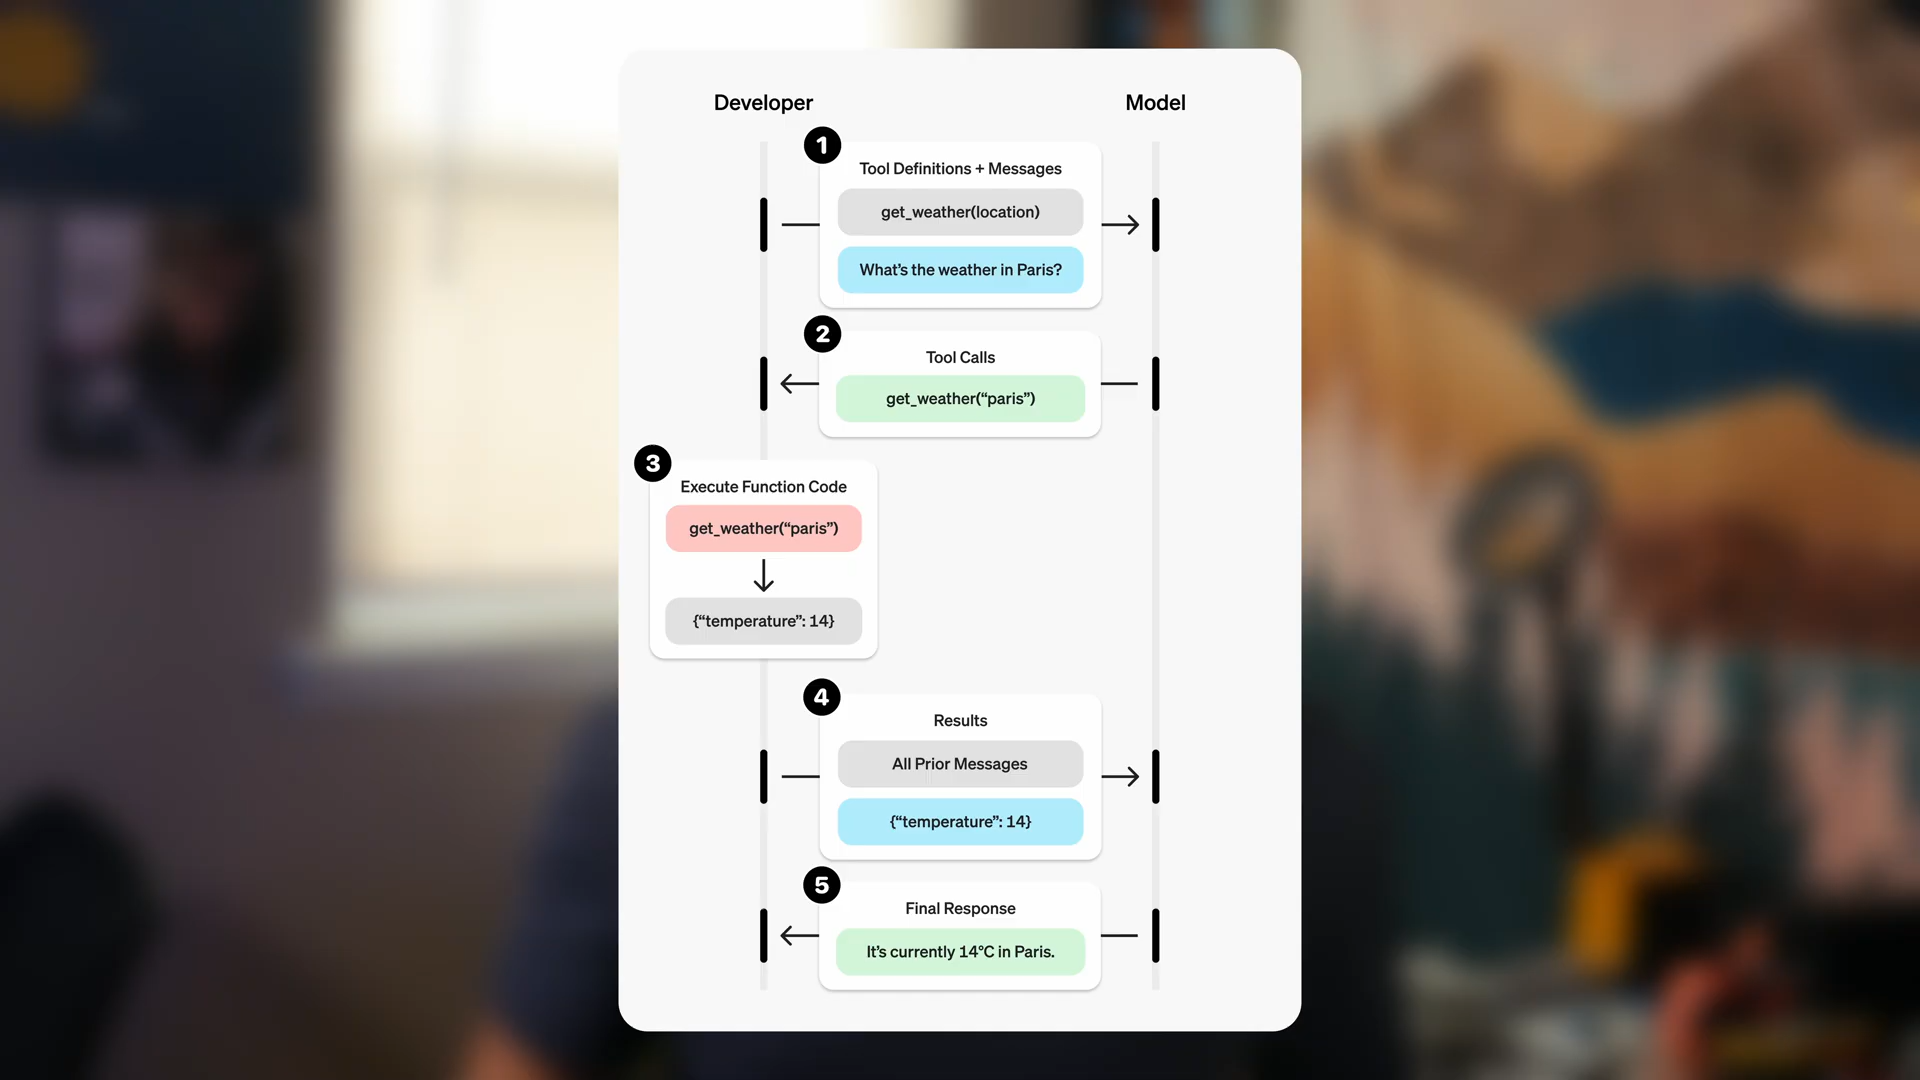 Developer
Model
1
Tool Definitions + Messages
get_weather(location)
What’s the weather in Paris?
2
Tool Calls
get_weather(“paris”)
3
Execute Function Code
get_weather(“paris”)
{“temperature”: 14}
4
Results
All Prior Messages
{“temperature”: 14}
5
Final Response
It’s currently 14°C in Paris.